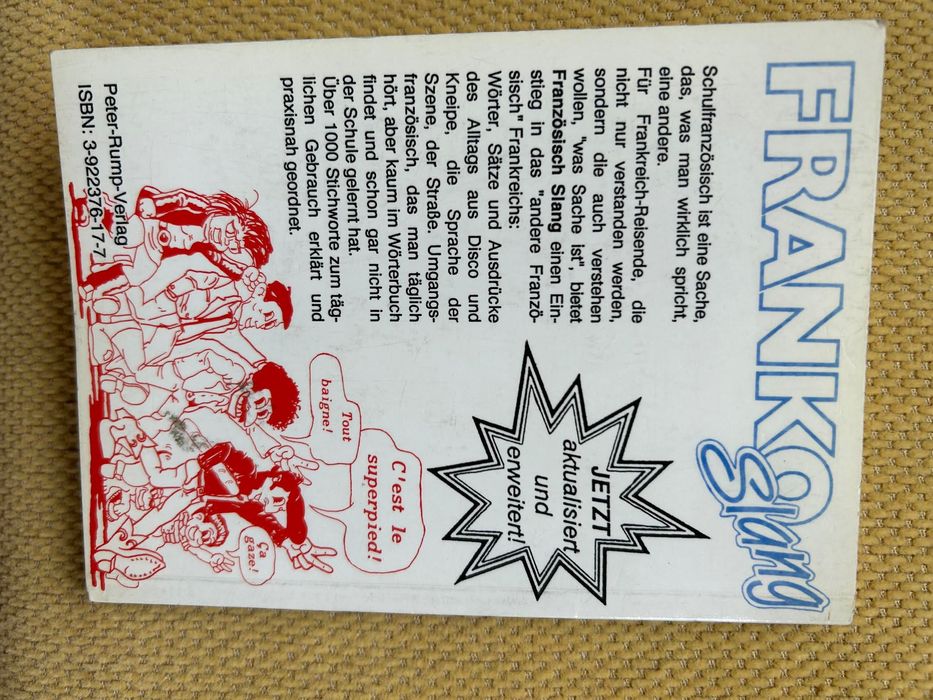 FRANKO
Slang
Schulfranzösisch ist eine Sache,
das, was man wirklich spricht,
eine andere.
Für Frankreich-Reisende, die
nicht nur verstanden werden,
sondern die auch verstehen
wollen, "was Sache ist", bietet
Französisch Slang einen Ein-
stieg in das "andere Franzö-
sisch" Frankreichs:
Wörter, Sätze und Ausdrücke
des Alltags aus Disco und
Kneipe, die Sprache der
Szene, der Straße. Umgangs-
französisch, das man täglich
hört, aber kaum im Wörterbuch
findet und schon gar nicht in
der Schule gelernt hat.
Über 1000 Stichworte zum täg-
lichen Gebrauch erklärt und
praxisnah geordnet.
JETZT
aktualisiert
und
erweitert!
Tout
baigne!
C'est le
superpied!
Ça
gaze!
Peter-Rump-Verlag
ISBN: 3-922376-17-7